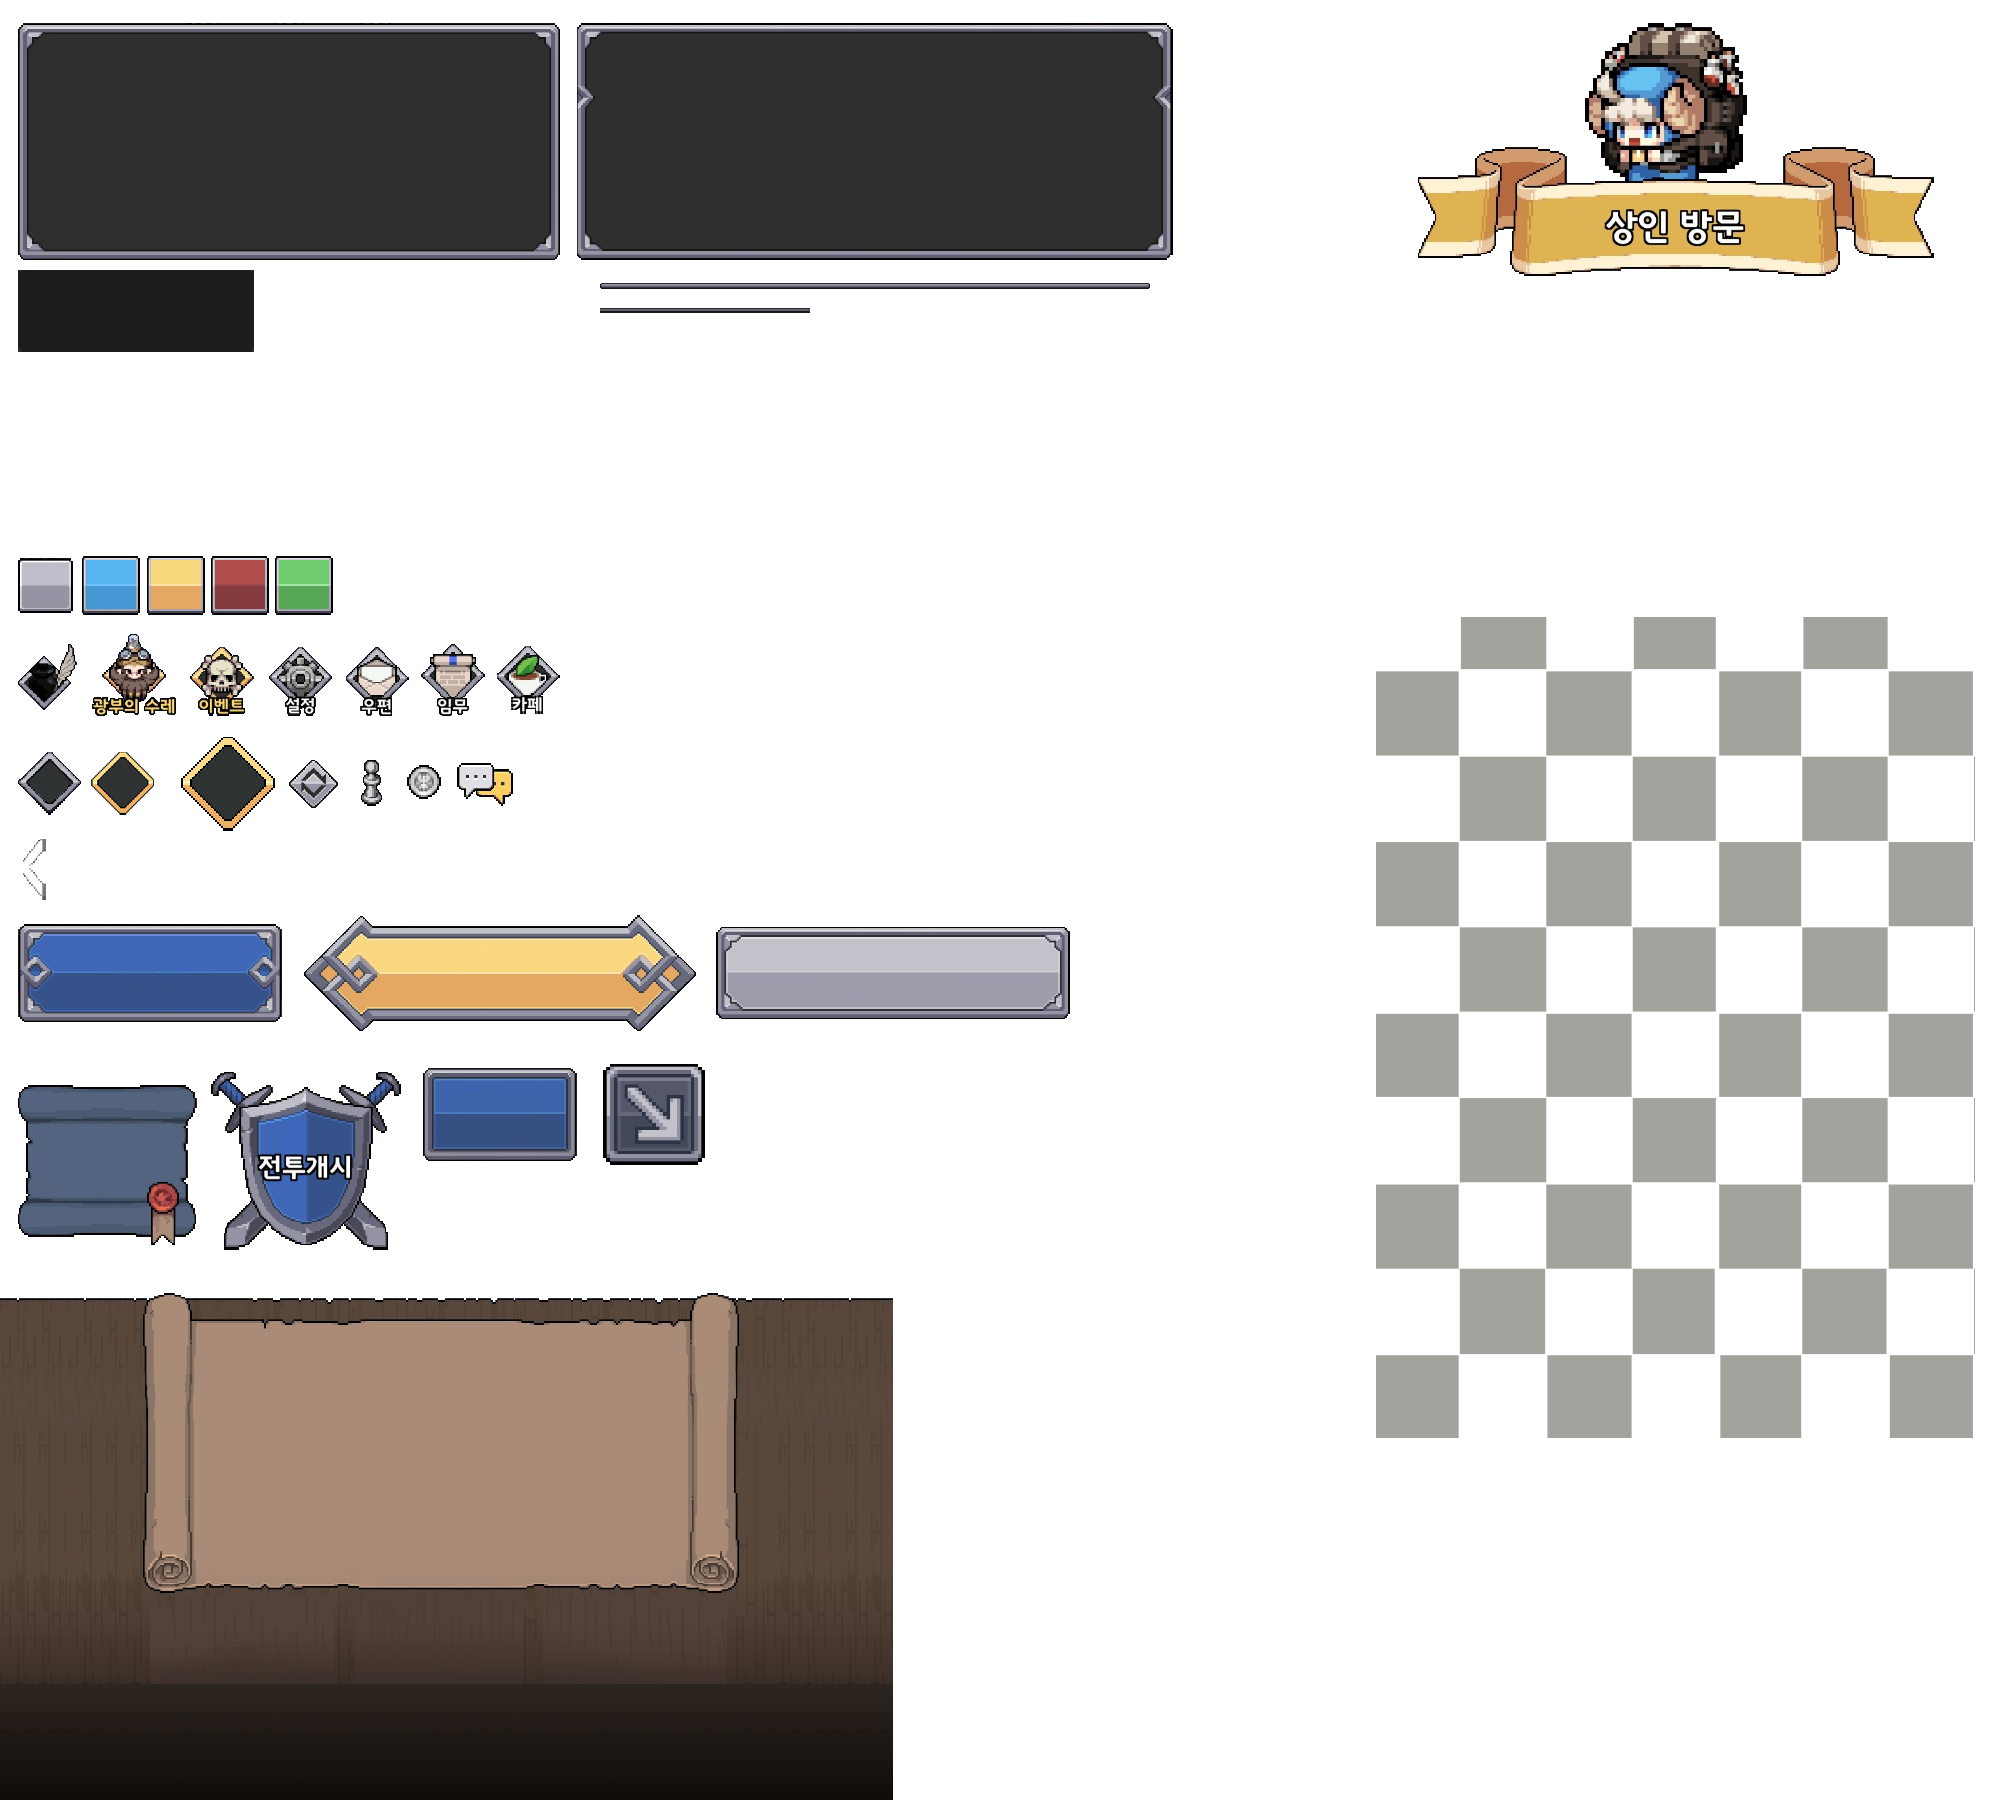 상인 방문
광부의 수레
이벤트
설정
우편
임무
카페
전투개시